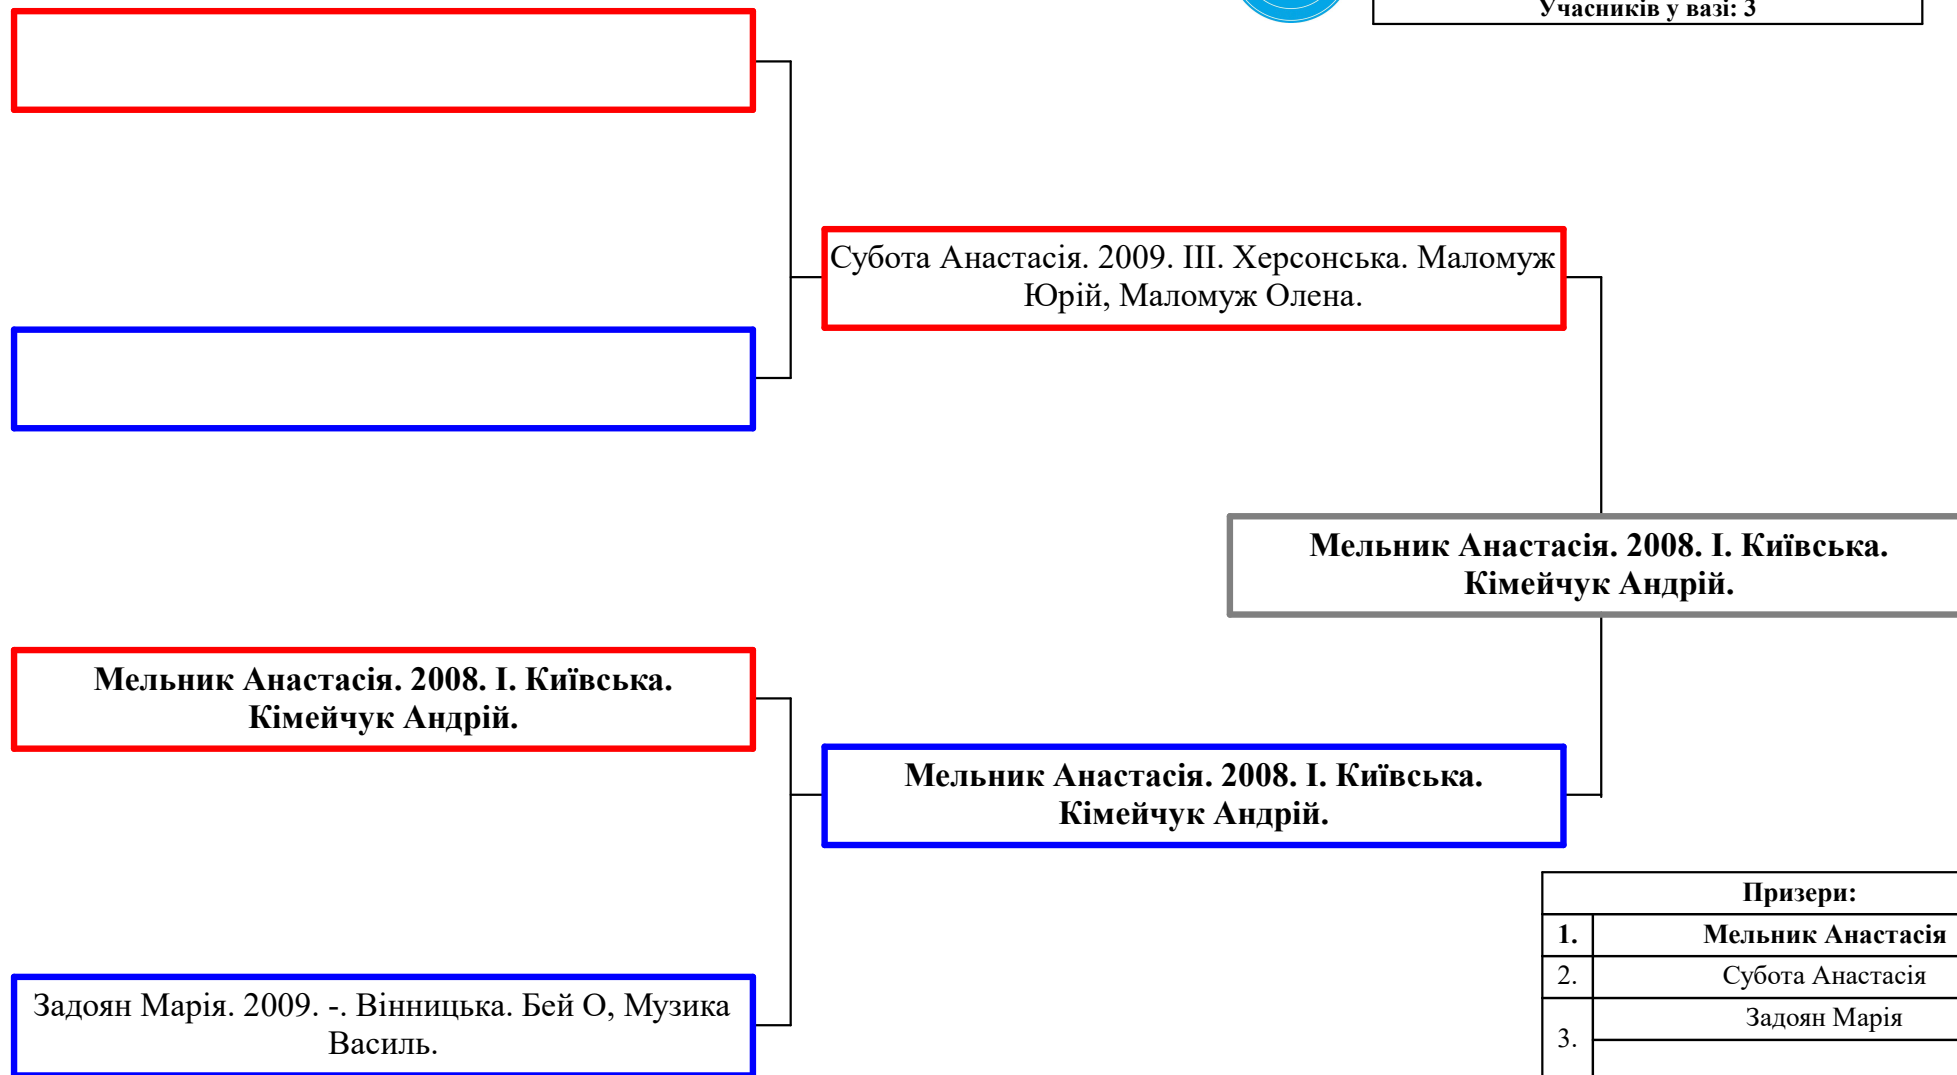 Учасників у вазі: 3
Субота Анастасія. 2009. III. Херсонська. Маломуж
Юрій, Маломуж Олена.
Мельник Анастасія. 2008. I. Київська.
Кімейчук Андрій.
Мельник Анастасія. 2008. I. Київська.
Кімейчук Андрій.
Мельник Анастасія. 2008. I. Київська.
Кімейчук Андрій.
Задоян Марія. 2009. -. Вінницька. Бей О, Музика
Василь.
Призери:
1. Мельник Анастасія
2. Субота Анастасія
3. Задоян Марія